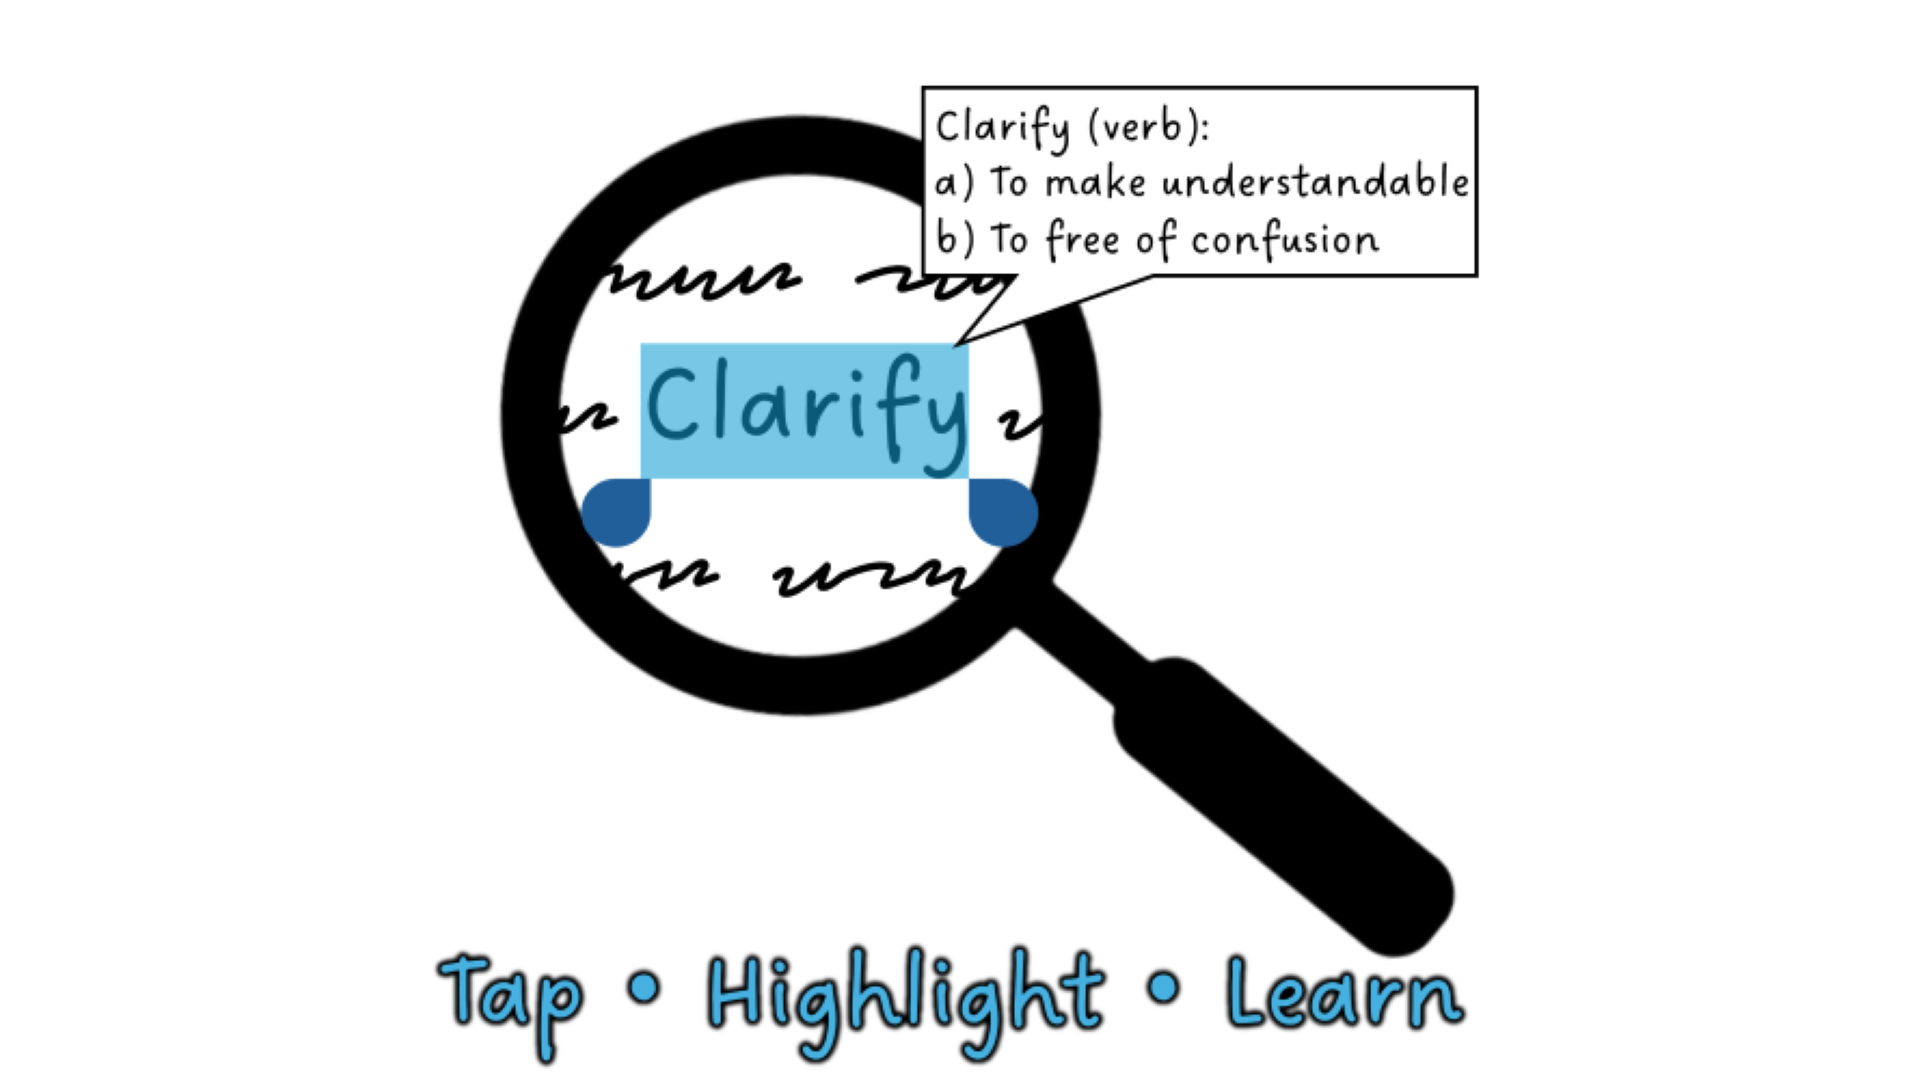 Clarify (verb):
a) To make understandable
b) To free of confusion
Clarify
Tap • Highlight • Learn